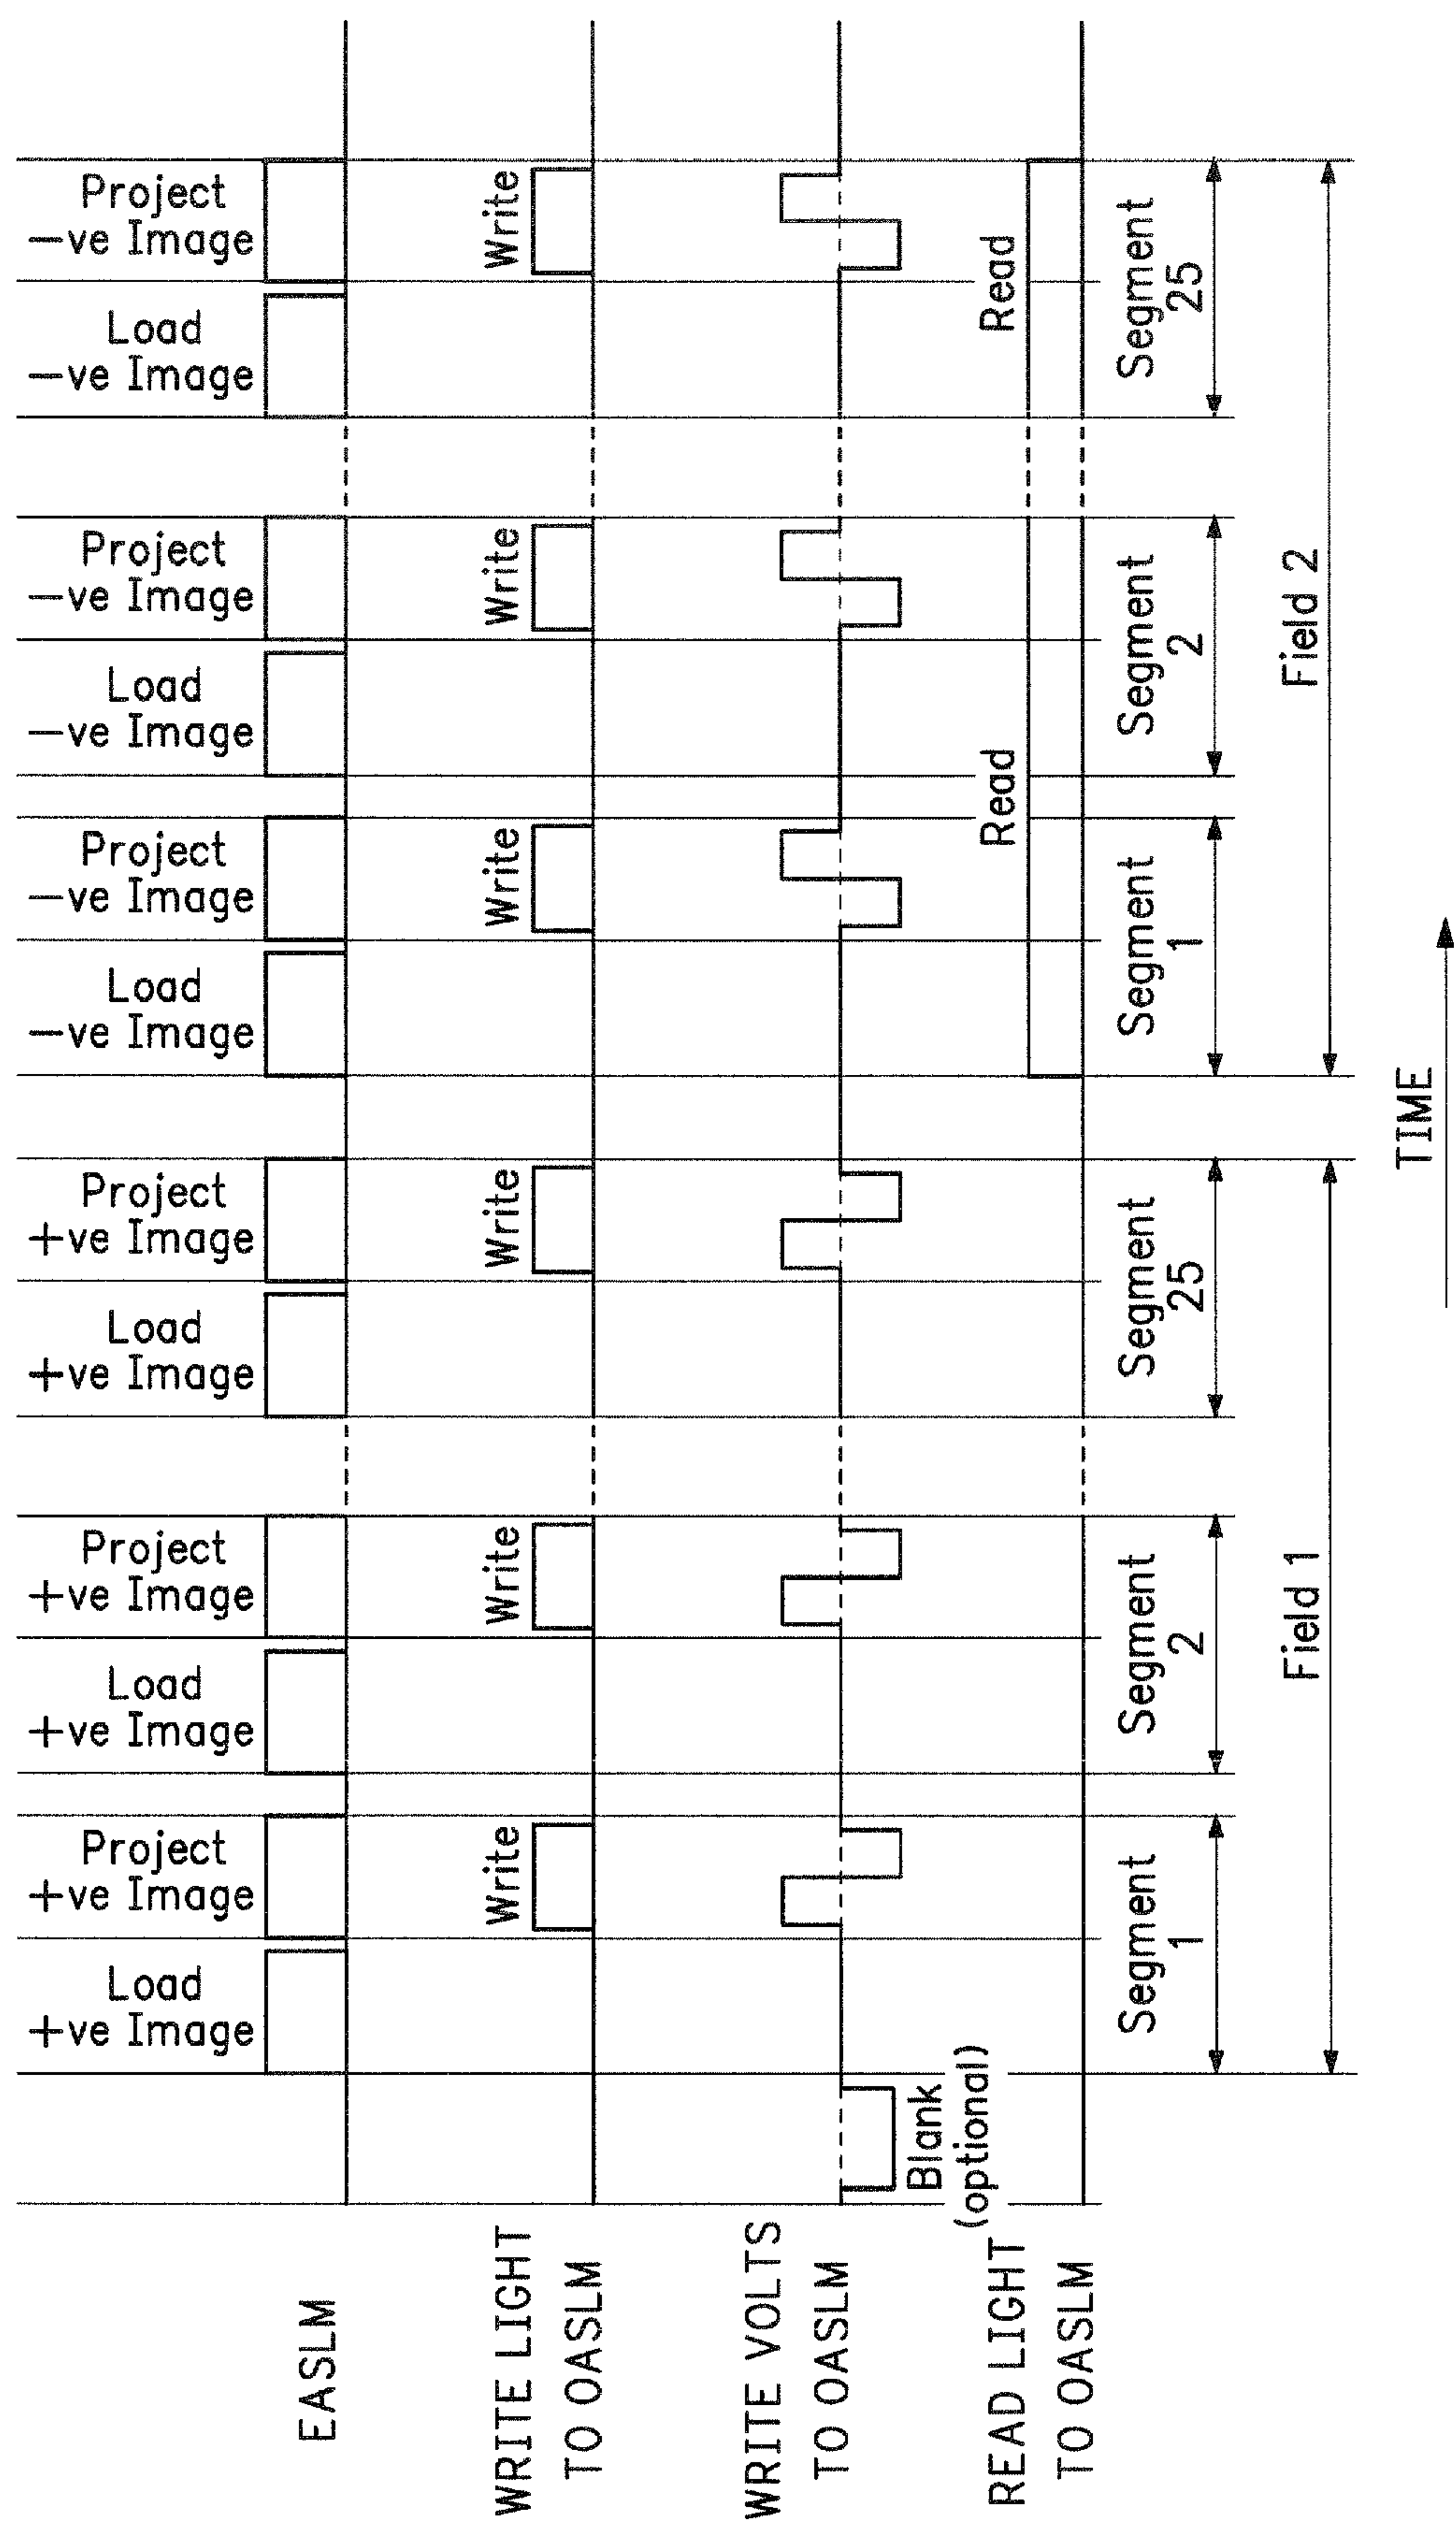 EASLM
Load
+ve Image
Project
+ve Image
Load
+ve Image
Project
+ve Image
Load
+ve Image
Project
+ve Image
Load
−ve Image
Project
−ve Image
Load
−ve Image
Project
−ve Image
Load
−ve Image
Project
−ve Image
WRITE LIGHT
TO OASLM
Write
Write
Write
Write
Write
Write
WRITE VOLTS
TO OASLM
Blank
(optional)
READ LIGHT
TO OASLM
Read
Read
Segment
1
Segment
2
Segment
25
Segment
1
Segment
2
Segment
25
Field 1
Field 2
TIME